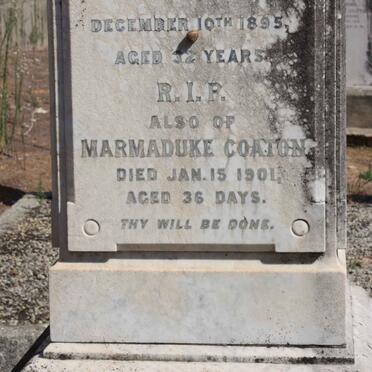 DECEMBER 10TH 1895,
AGED 32 YEARS.
R.I.P.
ALSO OF
MARMADUKE COATON,
DIED JAN. 15 1901,
AGED 36 DAYS.
THY WILL BE DONE.